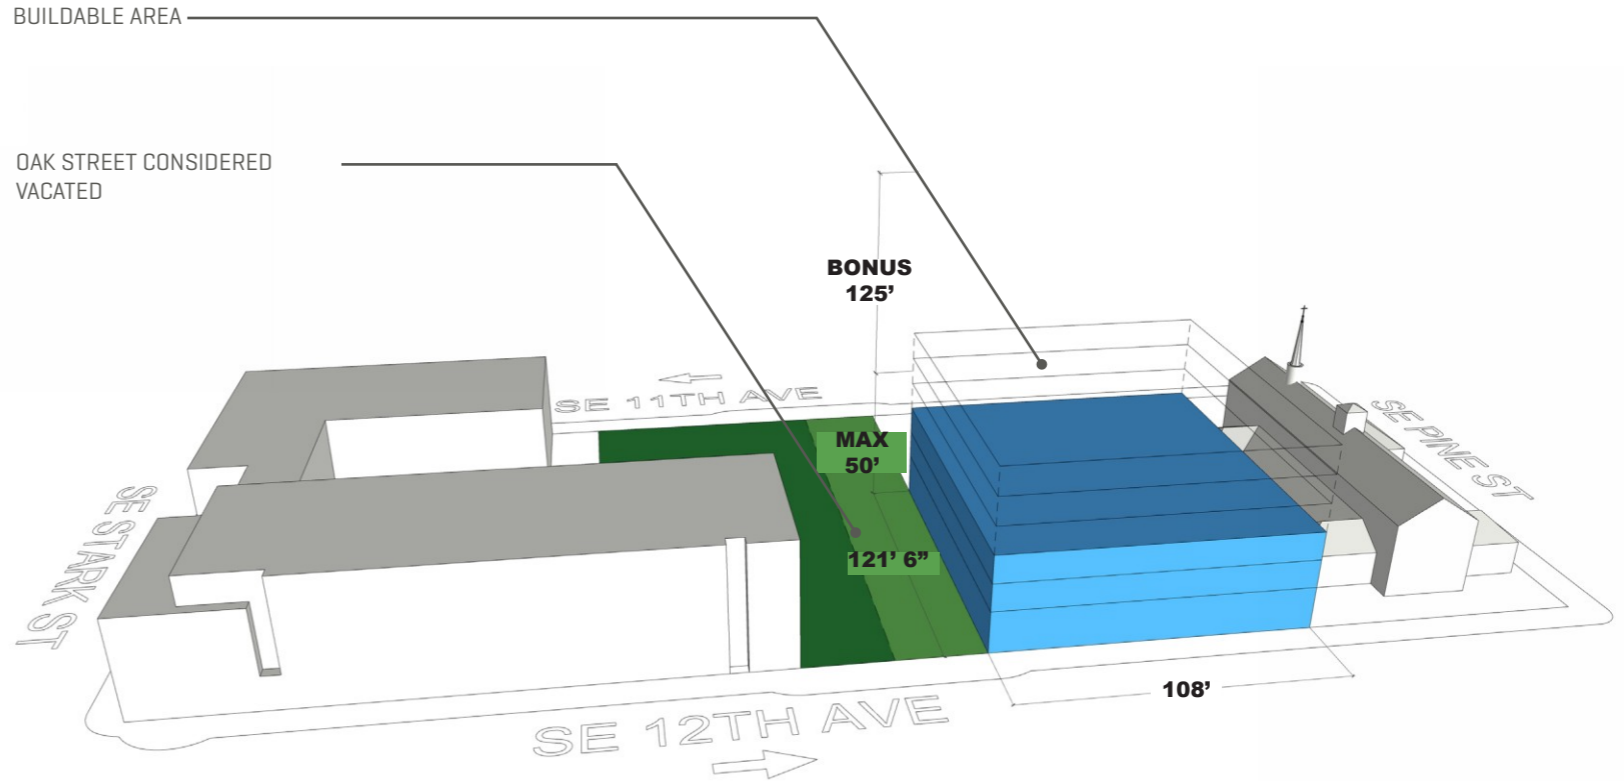 BUILDABLE AREA
OAK STREET CONSIDERED
VACATED
BONUS
125’
SE 11TH AVE
MAX
50’
SE PINE ST
SE STARK ST
121’ 6”
108’
SE 12TH AVE